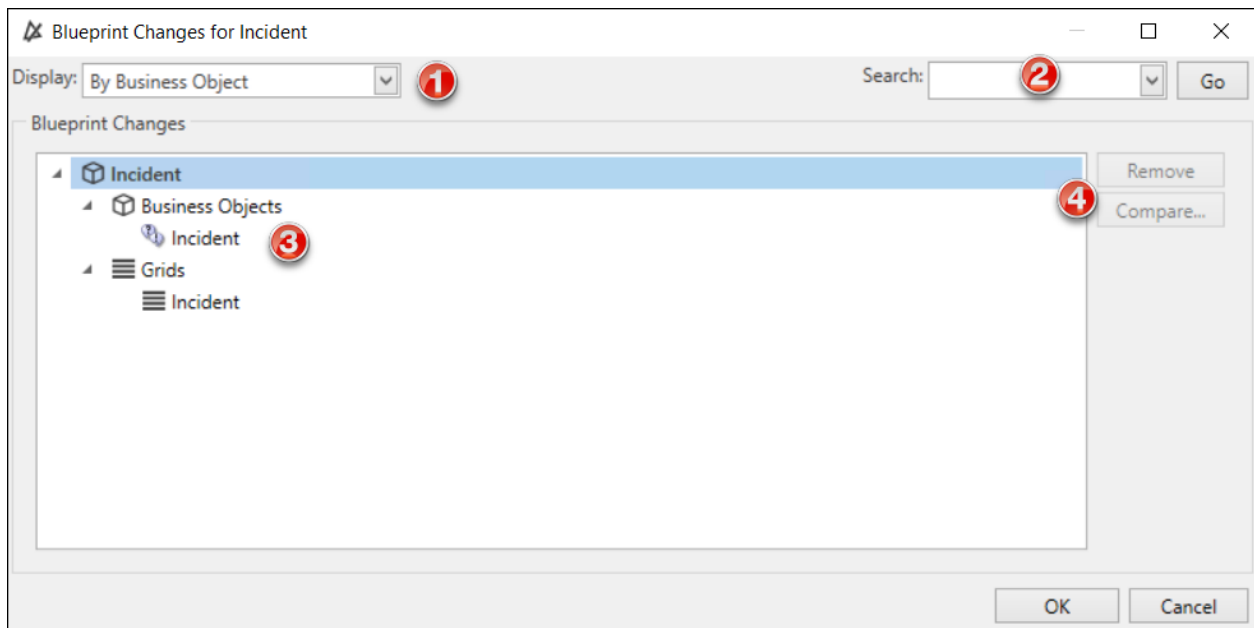 Blueprint Changes for Incident
Display: By Business Object 1 Search: 2 Go
Blueprint Changes
Incident Remove
Business Objects 4 Compare...
Incident 3
Grids
Incident
OK Cancel